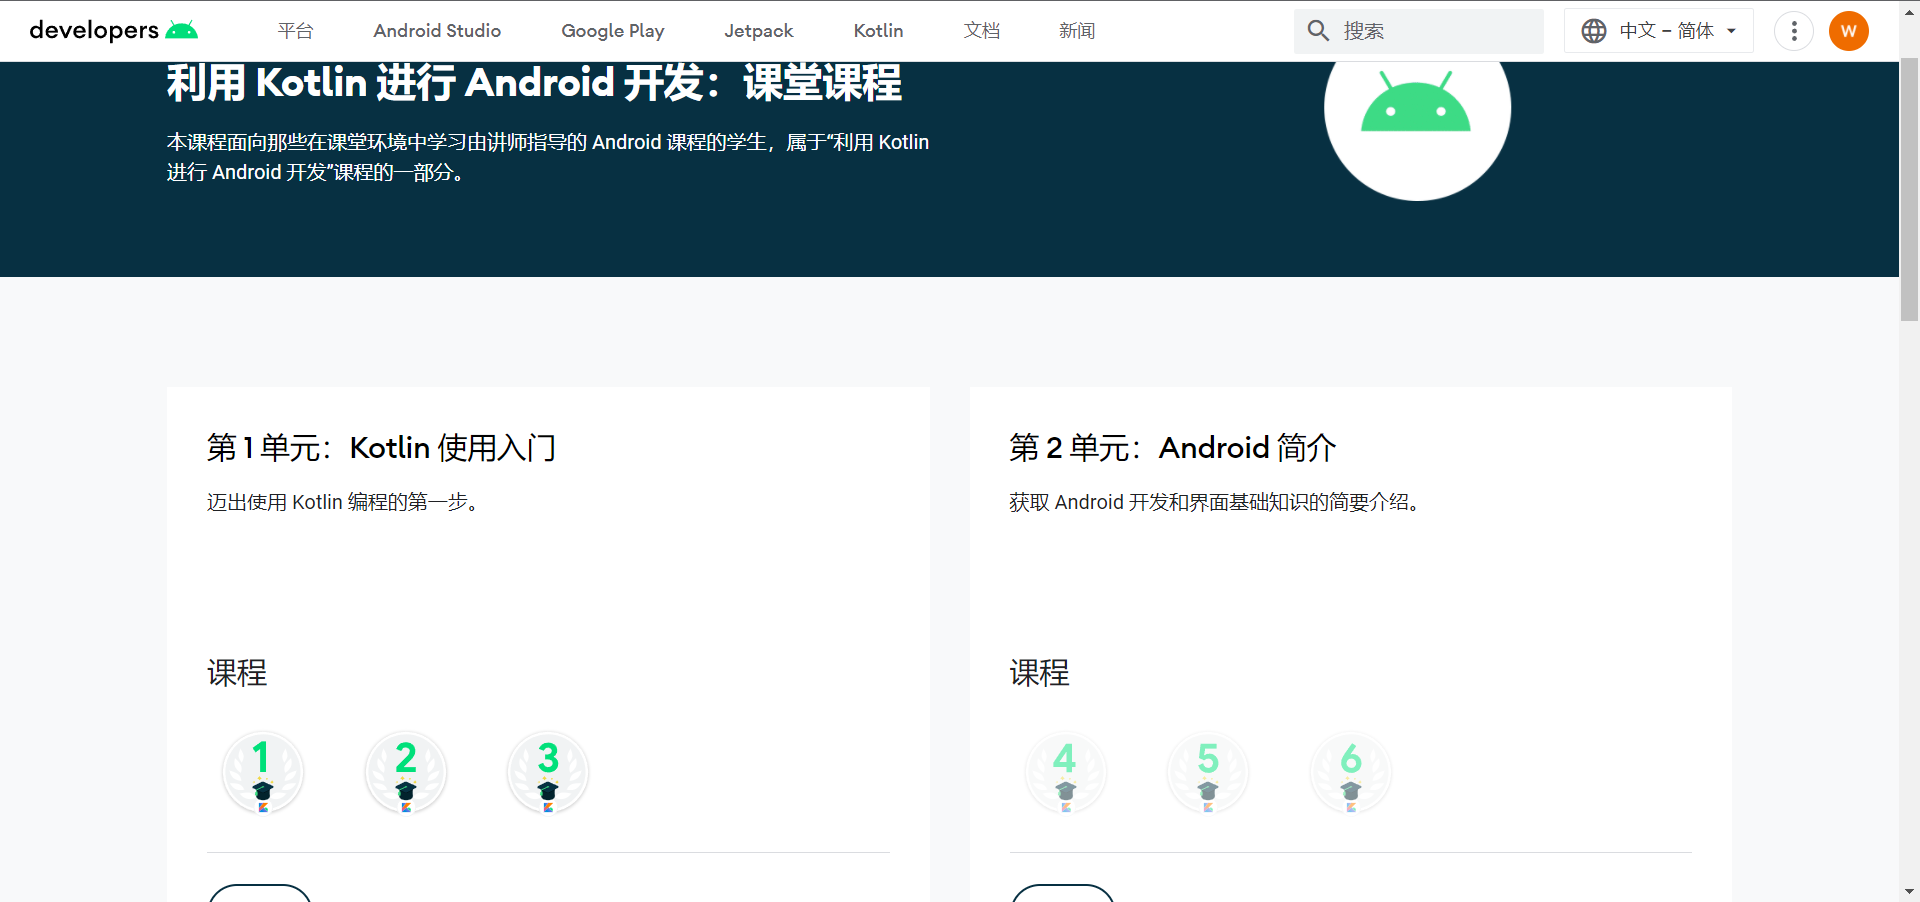 developers
平台
Android Studio
Google Play
Jetpack
Kotlin
文档
新闻
搜索
中文 – 简体
W
利用 Kotlin 进行 Android 开发：课堂课程
本课程面向那些在课堂环境中学习由讲师指导的 Android 课程的学生，属于“利用 Kotlin
进行 Android 开发”课程的一部分。
第 1 单元：Kotlin 使用入门
迈出使用 Kotlin 编程的第一步。
课程
1
2
3
第 2 单元：Android 简介
获取 Android 开发和界面基础知识的简要介绍。
课程
4
5
6